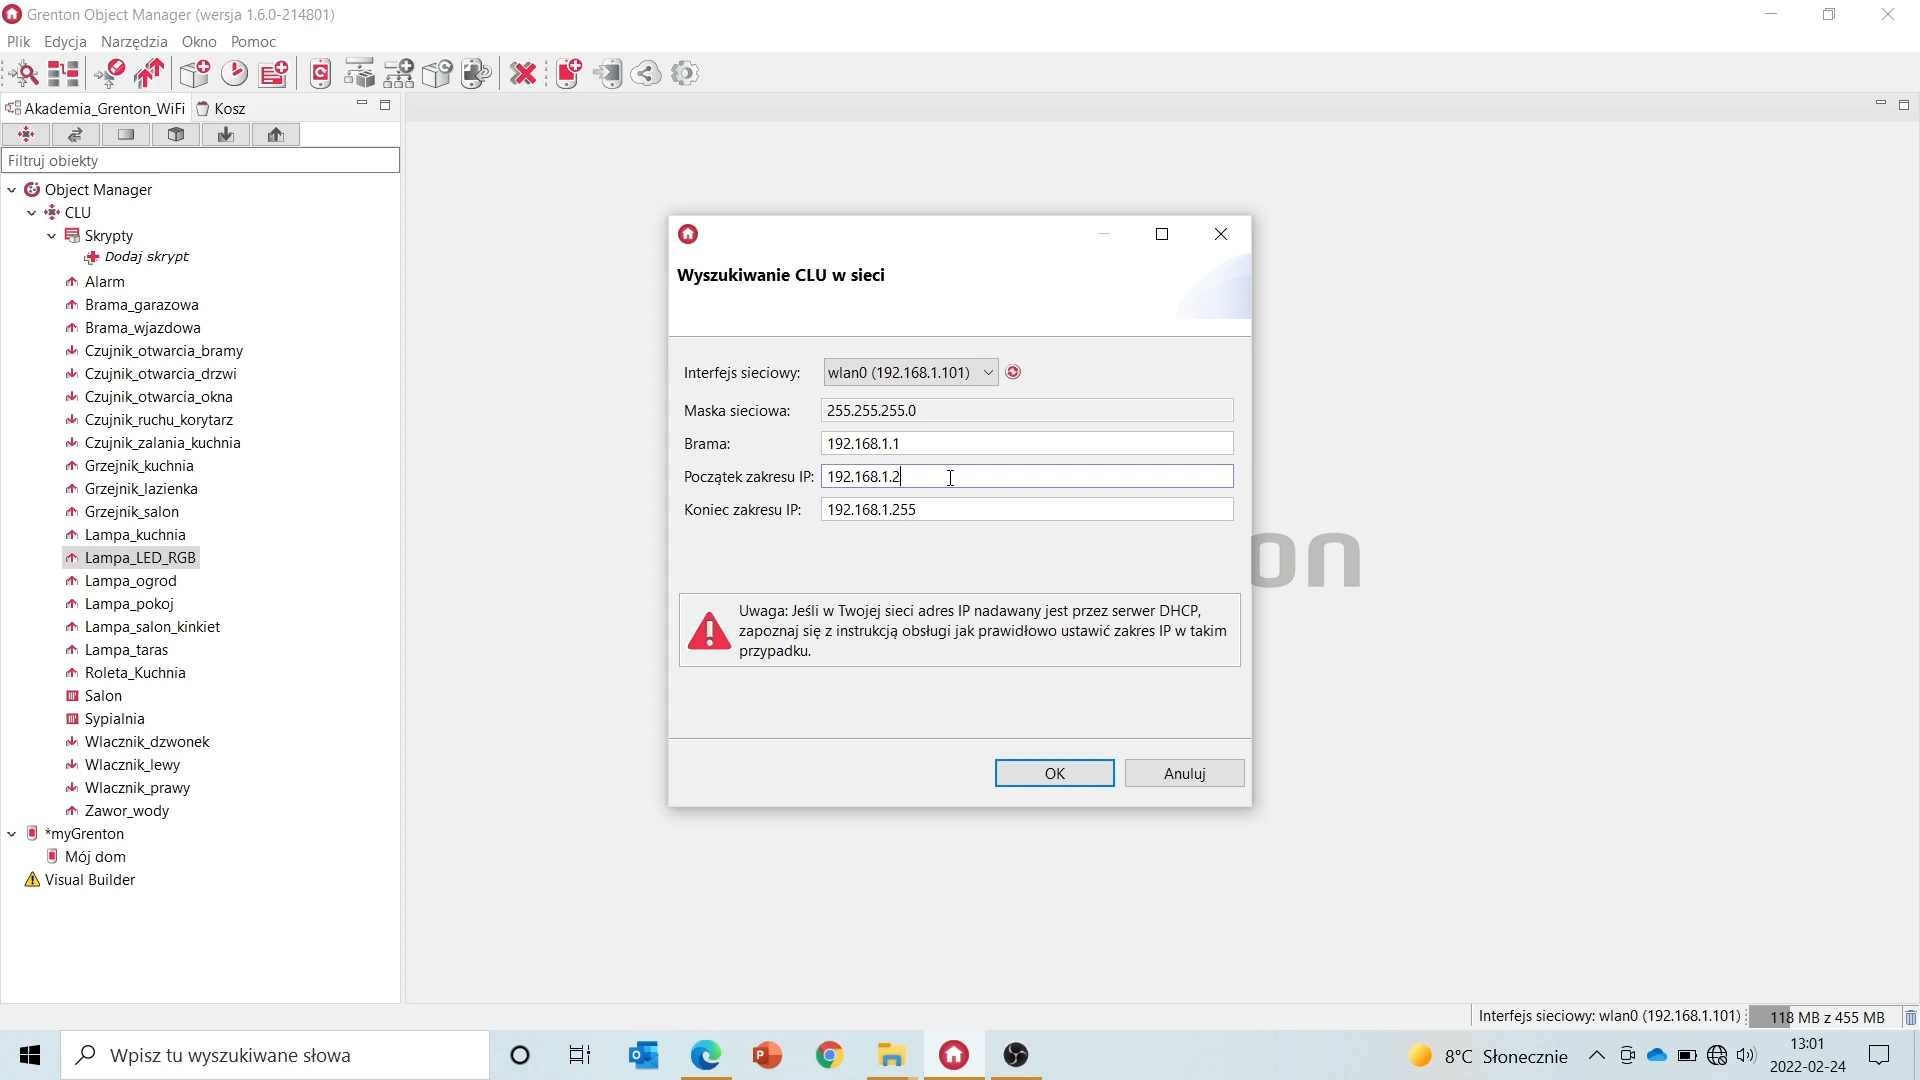 Grenton Object Manager (wersja 1.6.0-214801)
Plik Edycja Narzędzia Okno Pomoc
Akademia_Grenton_WiFi Kosz
Filtruj obiekty
Object Manager
CLU
Skrypty
Dodaj skrypt
Alarm
Brama_garazowa
Brama_wjazdowa
Czujnik_otwarcia_bramy
Czujnik_otwarcia_drzwi
Czujnik_otwarcia_okna
Czujnik_ruchu_korytarz
Czujnik_zalania_kuchnia
Grzejnik_kuchnia
Grzejnik_lazienka
Grzejnik_salon
Lampa_kuchnia
Lampa_LED_RGB
Lampa_ogrod
Lampa_pokoj
Lampa_salon_kinkiet
Lampa_taras
Roleta_Kuchnia
Salon
Sypialnia
Wlacznik_dzwonek
Wlacznik_lewy
Wlacznik_prawy
Zawor_wody
*myGrenton
Mój dom
Visual Builder
Wyszukiwanie CLU w sieci
Interfejs sieciowy: wlan0 (192.168.1.101)
Maska sieciowa: 255.255.255.0
Brama: 192.168.1.1
Początek zakresu IP: 192.168.1.2
Koniec zakresu IP: 192.168.1.255
on
Uwaga: Jeśli w Twojej sieci adres IP nadawany jest przez serwer DHCP,
zapoznaj się z instrukcją obsługi jak prawidłowo ustawić zakres IP w takim
przypadku.
OK Anuluj
Interfejs sieciowy: wlan0 (192.168.1.101) 118 MB z 455 MB
Wpisz tu wyszukiwane słowa
8°C Słonecznie
13:01
2022-02-24